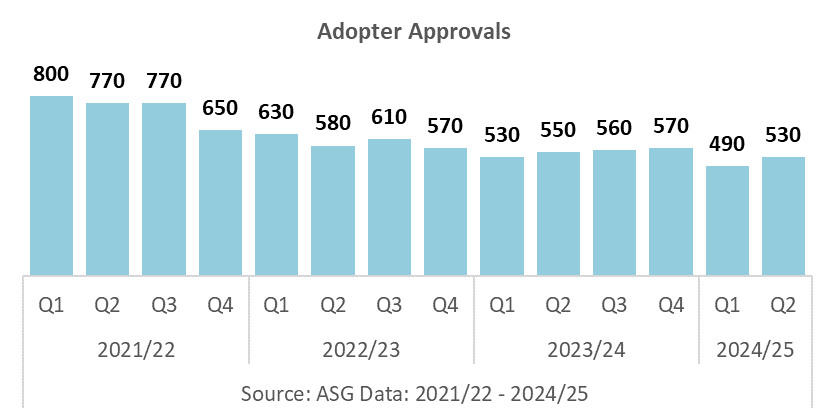 Adopter Approvals
800 770 770 650 630 580 610 570 530 550 560 570 490 530
Q1 Q2 Q3 Q4 Q1 Q2 Q3 Q4 Q1 Q2 Q3 Q4 Q1 Q2
2021/22 2022/23 2023/24 2024/25
Source: ASG Data: 2021/22 - 2024/25